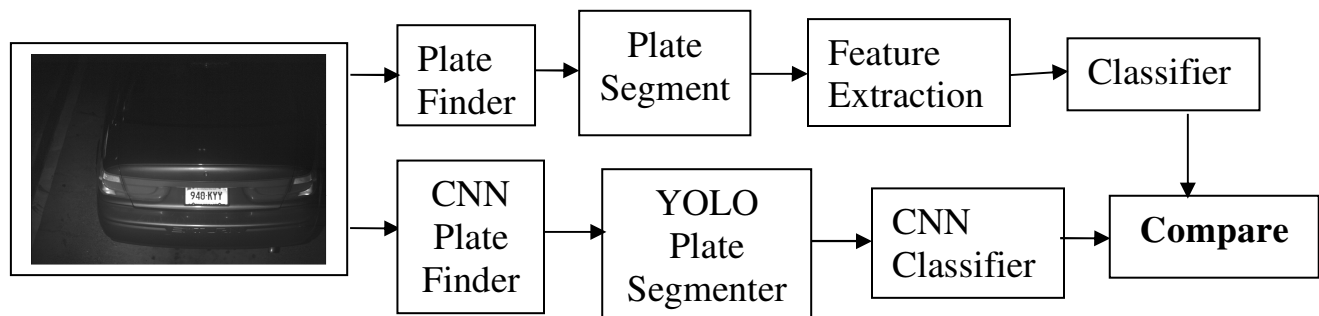 Plate
Finder
Plate
Segment
Feature
Extraction
Classifier
940·KYY
CNN
Plate
Finder
YOLO
Plate
Segmenter
CNN
Classifier
Compare